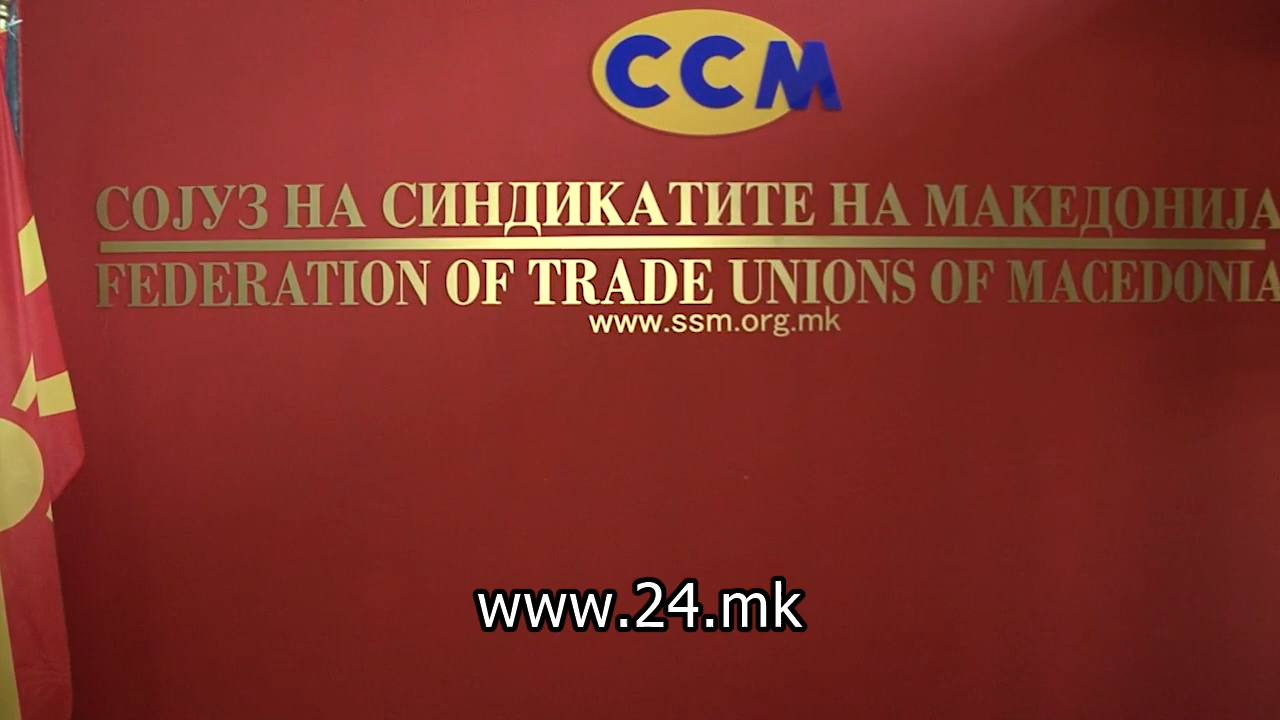 ССМ
СОЈУЗ НА СИНДИКАТИТЕ НА МАКЕДОНИЈА
FEDERATION OF TRADE UNIONS OF MACEDONIA
www.ssm.org.mk
www.24.mk